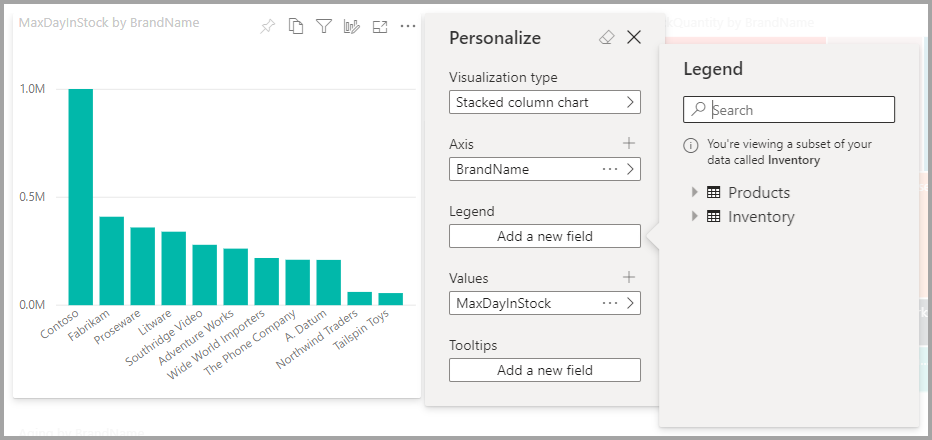 MaxDayInStock by BrandName
1.0M
0.5M
0.0M
Contoso
Fabrikam
Proseware
Litware
Southridge Video
Adventure Works
Wide World Importers
The Phone Company
A. Datum
Northwind Traders
Tailspin Toys
Personalize
Visualization type
Stacked column chart
Axis
BrandName
Legend
Add a new field
Values
MaxDayInStock
Tooltips
Add a new field
Quantity by BrandName
Legend
Search
You're viewing a subset of your
data called Inventory
Products
Inventory
by BrandName